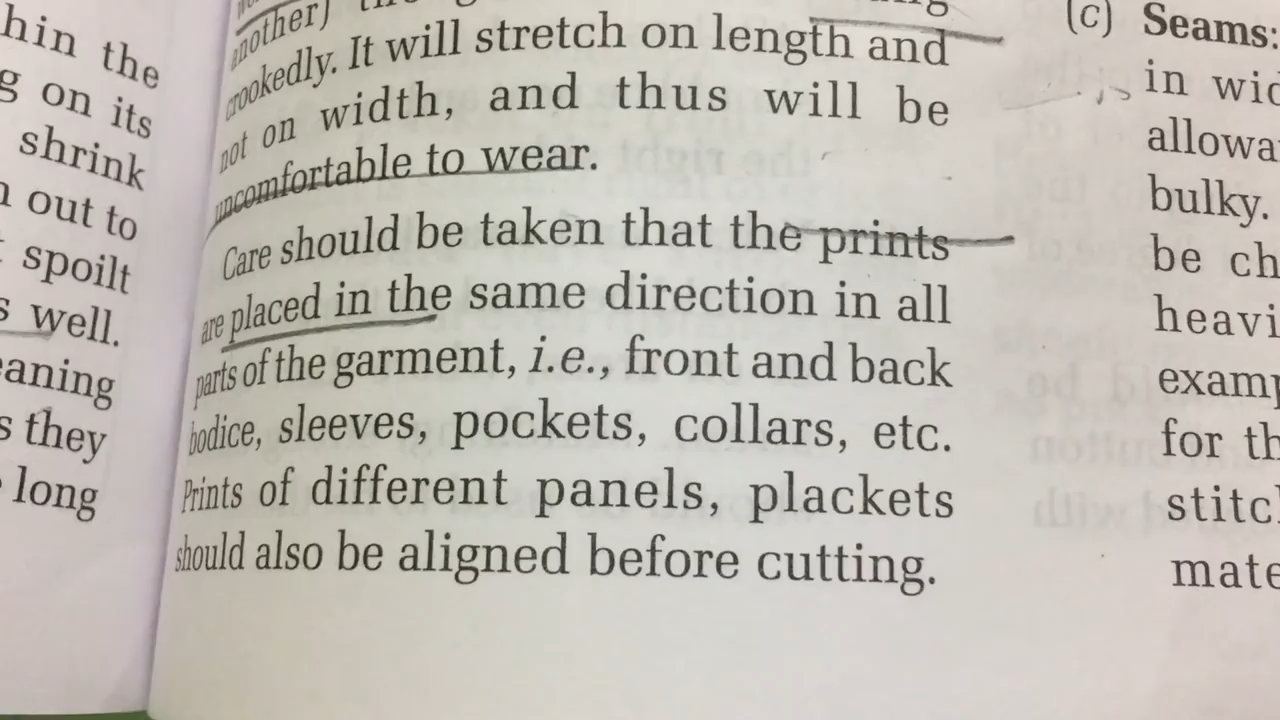 hin the
g on its
shrink
out to
spoilt
s well.
eaning
s they
long
another)
crookedly. It will stretch on length and
not on width, and thus will be
uncomfortable to wear.
Care should be taken that the prints
are placed in the same direction in all
parts of the garment, i.e., front and back
bodice, sleeves, pockets, collars, etc.
Prints of different panels, plackets
should also be aligned before cutting.
(c) Seams:
in wid
allowa
bulky.
be ch
heavi
examp
for th
stitc
mate